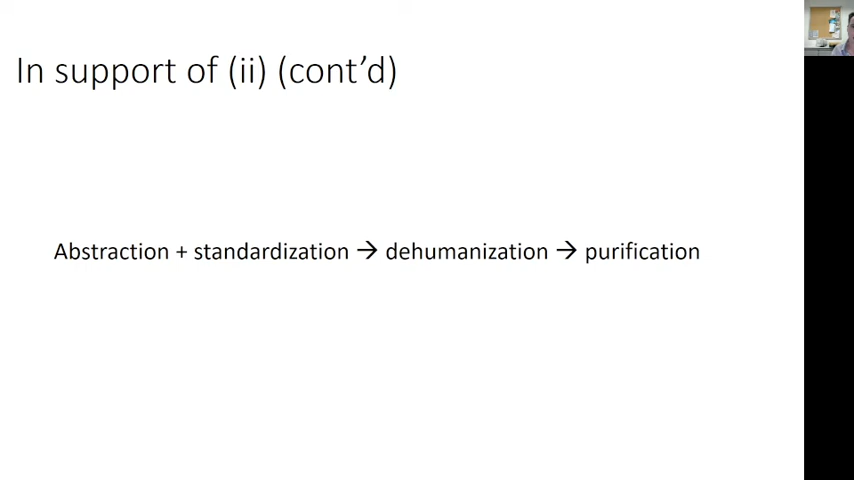 In support of (ii) (cont’d)
Abstraction + standardization → dehumanization → purification